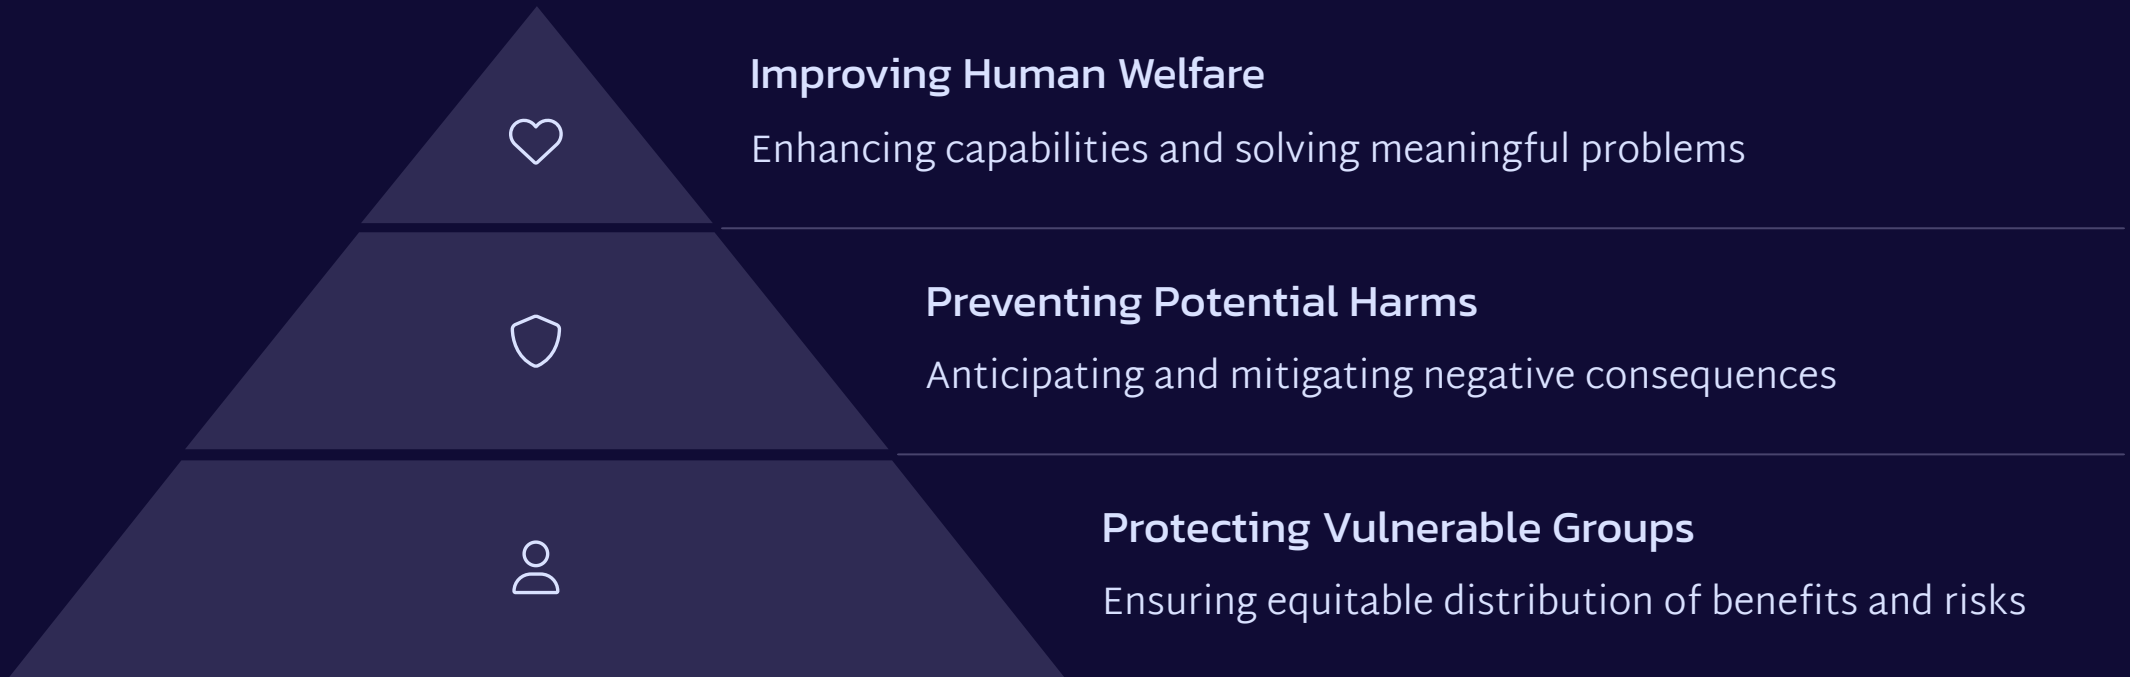 Improving Human Welfare
Enhancing capabilities and solving meaningful problems
Preventing Potential Harms
Anticipating and mitigating negative consequences
Protecting Vulnerable Groups
Ensuring equitable distribution of benefits and risks